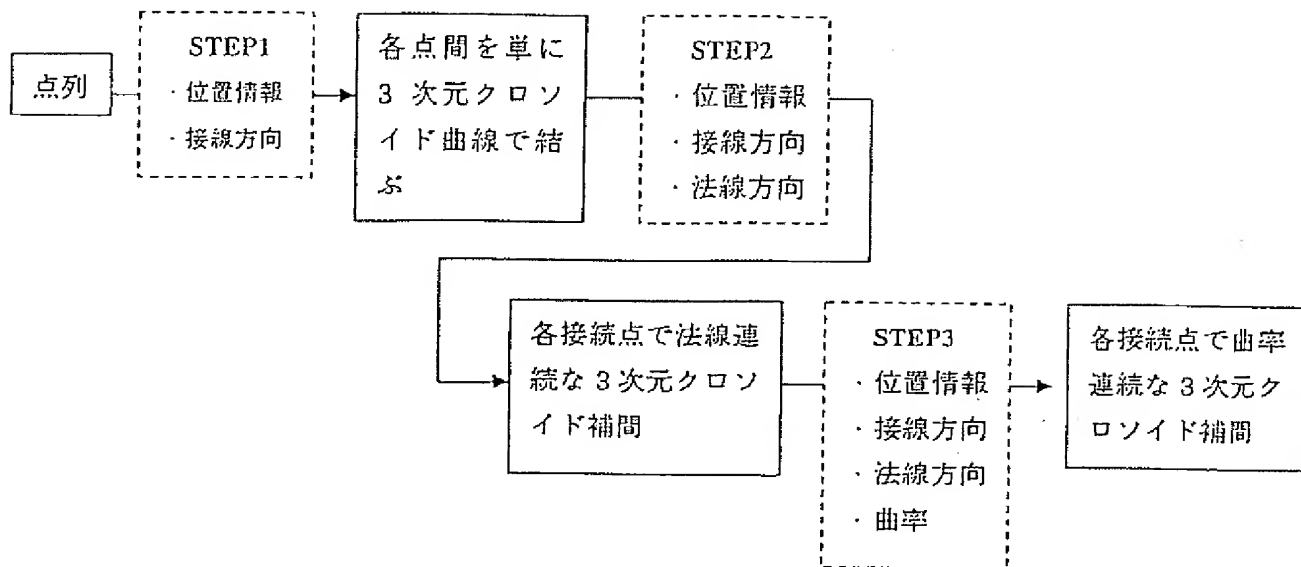 点列
STEP1
・位置情報
・接線方向
各点間を単に
3 次元クロソ
イド曲線で結
ぶ
STEP2
・位置情報
・接線方向
・法線方向
各接続点で法線連
続な3次元クロソ
イド補間
STEP3
・位置情報
・接線方向
・法線方向
・曲率
各接続点で曲率
連続な3次元ク
ロソイド補間